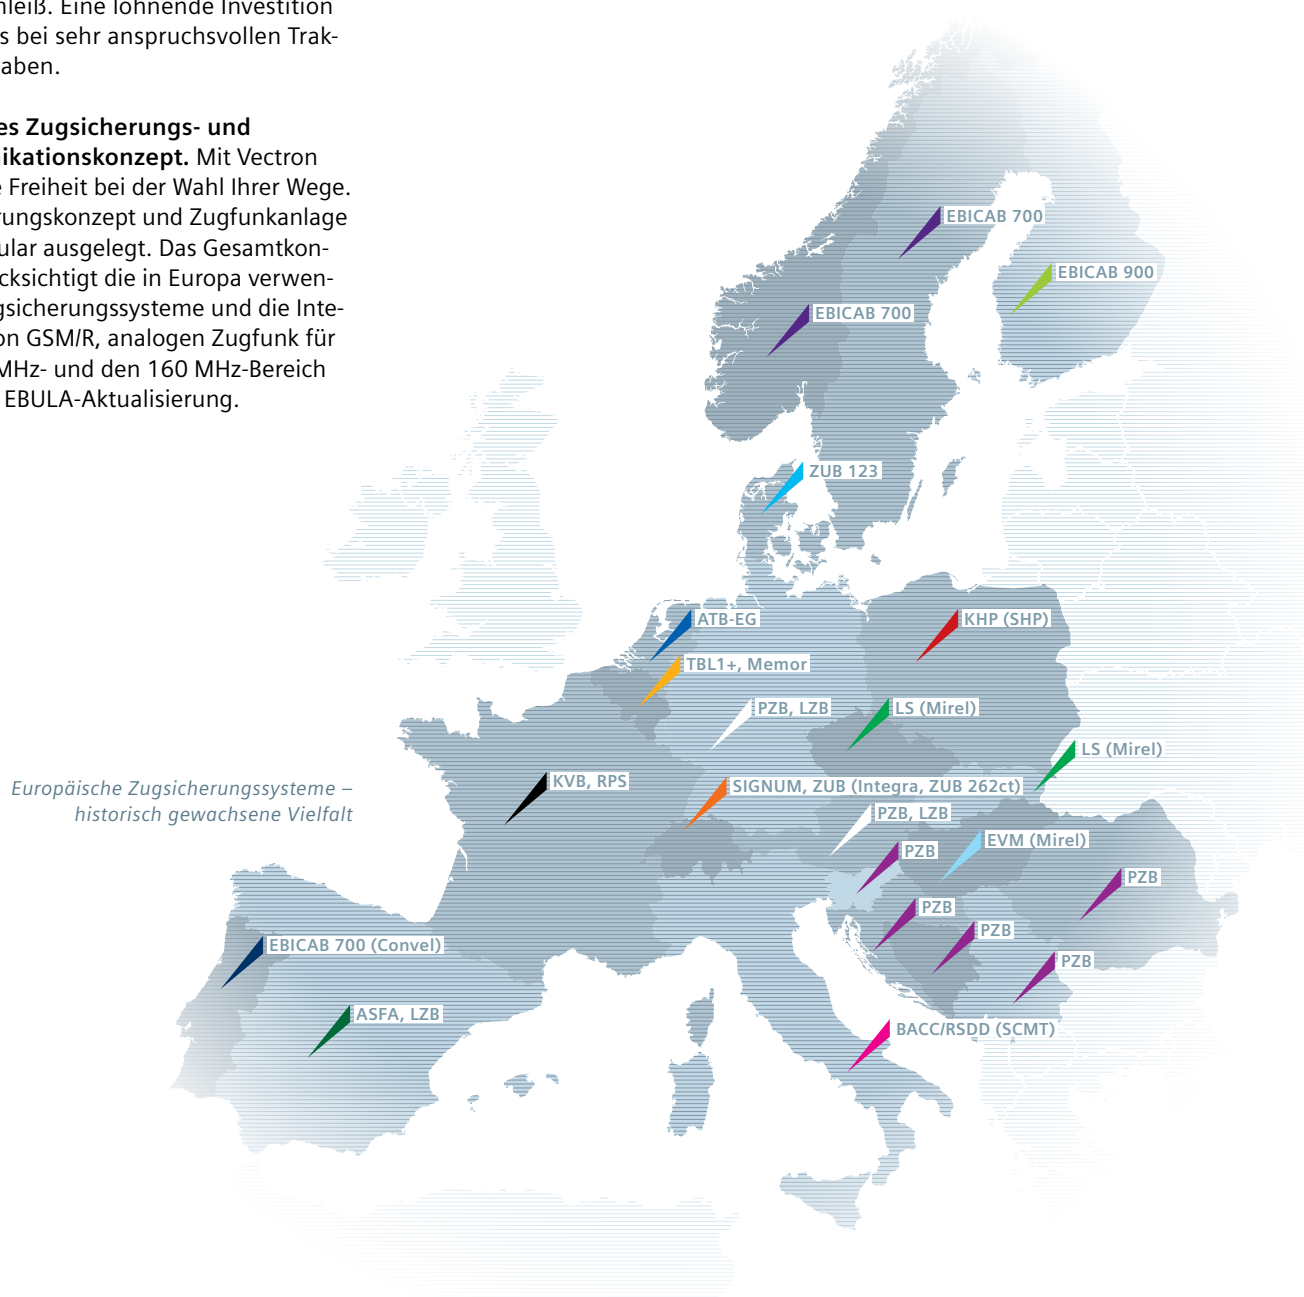 nleiß. Eine lohnende Investition
s bei sehr anspruchsvollen Trak-
aben.
es Zugsicherungs- und
nikationskonzept. Mit Vectron
e Freiheit bei der Wahl Ihrer Wege.
rungskonzept und Zugfunkanlage
ular ausgelegt. Das Gesamtkon-
cksichtigt die in Europa verwen-
gsicherungssysteme und die Inte-
on GSM/R, analogen Zugfunk für
MHz- und den 160 MHz-Bereich
EBULA-Aktualisierung.
EBICAB 700
EBICAB 900
EBICAB 700
ZUB 123
ATB-EG
KHP (SHP)
TBL1+, Memor
PZB, LZB
LS (Mirel)
LS (Mirel)
Europäische Zugsicherungssysteme –
historisch gewachsene Vielfalt
KVB, RPS
SIGNUM, ZUB (Integra, ZUB 262ct)
PZB, LZB
EVM (Mirel)
PZB
PZB
PZB
PZB
EBICAB 700 (Convel)
PZB
ASFA, LZB
BACC/RSDD (SCMT)